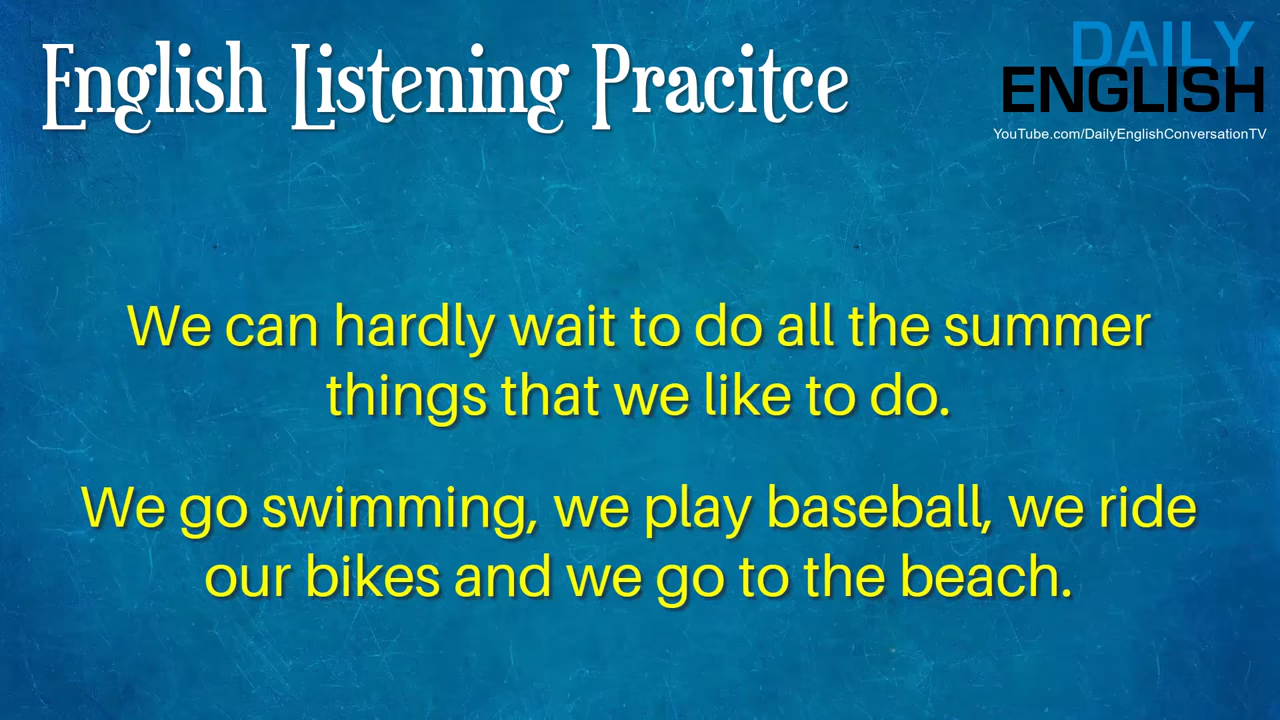 English Listening Pracitce
DAILY
ENGLISH
YouTube.com/DailyEnglishConversationTV
We can hardly wait to do all the summer
things that we like to do.
We go swimming, we play baseball, we ride
our bikes and we go to the beach.